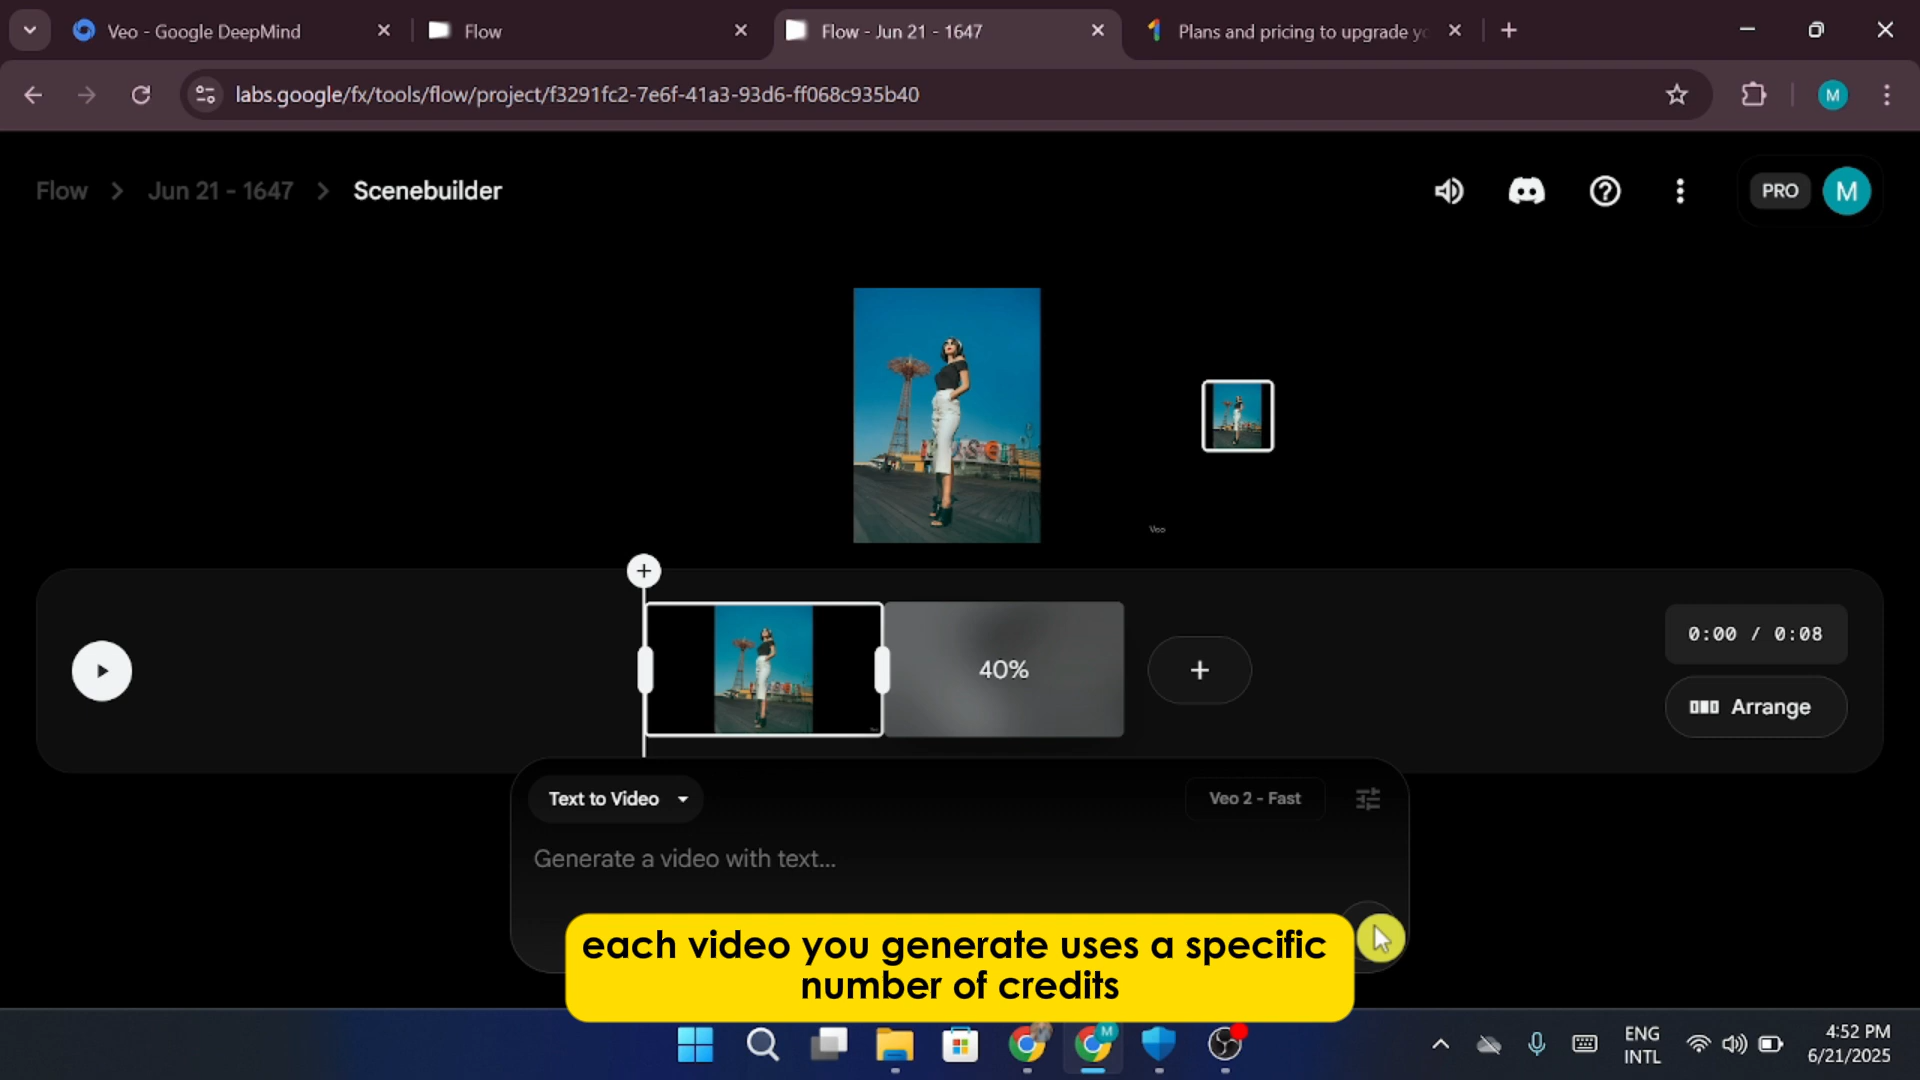 Veo - Google DeepMind
Flow
Flow - Jun 21 - 1647
Plans and pricing to upgrade y
labs.google/fx/tools/flow/project/f3291fc2-7e6f-41a3-93d6-ff068c935b40
M
Flow > Jun 21 - 1647 > Scenebuilder
PRO
M
Veo
40%
0:00 / 0:08
Arrange
Text to Video
Veo 2 - Fast
Generate a video with text...
each video you generate uses a specific
number of credits
M
ENG
INTL
4:52 PM
6/21/2025